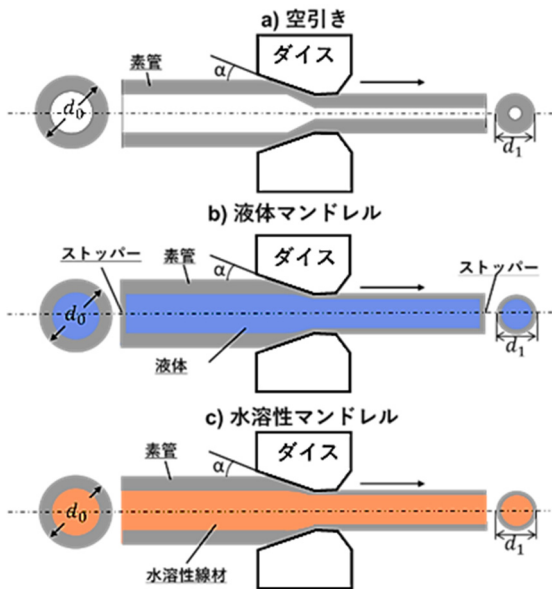 a) 空引き
素管
α
ダイス
d₀
d₁
b) 液体マンドレル
ストッパー
素管
α
ダイス
ストッパー
d₀
液体
d₁
c) 水溶性マンドレル
素管
α
ダイス
d₀
水溶性線材
d₁